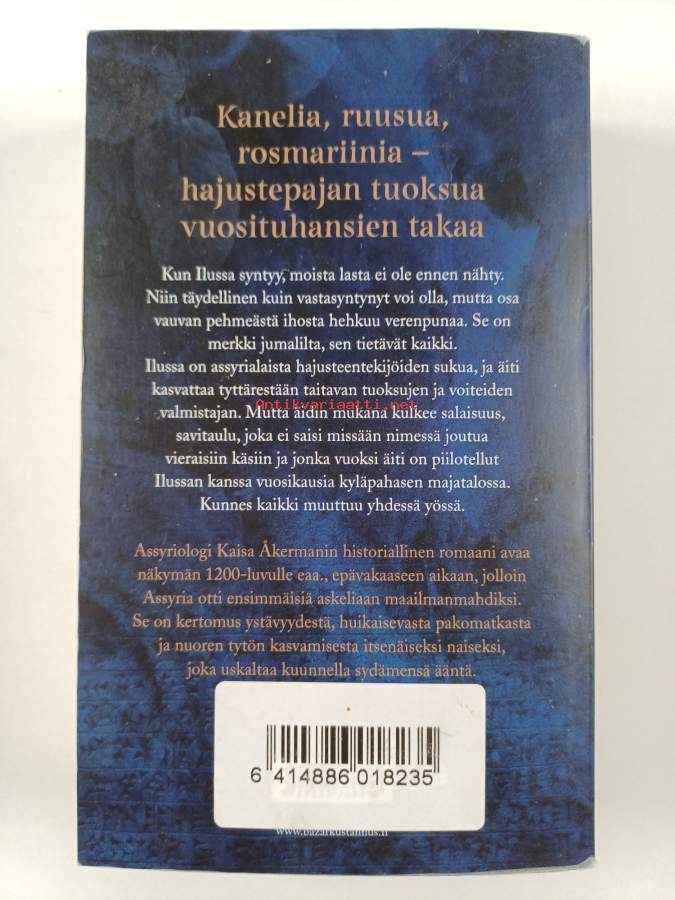 Kanelia, ruusua,
rosmariinia –
hajustepajan tuoksua
vuosituhansien takaa
Kun Ilussa syntyy, moista lasta ei ole ennen nähty.
Niin täydellinen kuin vastasyntynyt voi olla, mutta osa
vauvan pehmeästä ihosta hehkuu verenpunaa. Se on
merkki jumalilta, sen tietävät kaikki.
Ilussa on assyrialaista hajusteentekijöiden sukua, ja äiti
kasvattaa tyttärestään taitavan tuoksujen ja voiteiden
Antikvariaatti.net
valmistajan. Mutta äidin mukana kulkee salaisuus,
savitaulu, joka ei saisi missään nimessä joutua
vieraisiin käsiin ja jonka vuoksi äiti on piilotellut
Ilussan kanssa vuosikausia kyläpahasen majatalossa.
Kunnes kaikki muuttuu yhdessä yössä.
Assyriologi Kaisa Åkermanin historiallinen romaani avaa
näkymän 1200-luvulle eaa., epävakaaseen aikaan, jolloin
Assyria otti ensimmäisiä askeliaan maailmanmahdiksi.
Se on kertomus ystävyydestä, huikaisevasta pakomatkasta
ja nuoren tytön kasvamisesta itsenäiseksi naiseksi,
joka uskaltaa kuunnella sydämensä ääntä.
6 414886 018235
www.bazarkustannus.fi